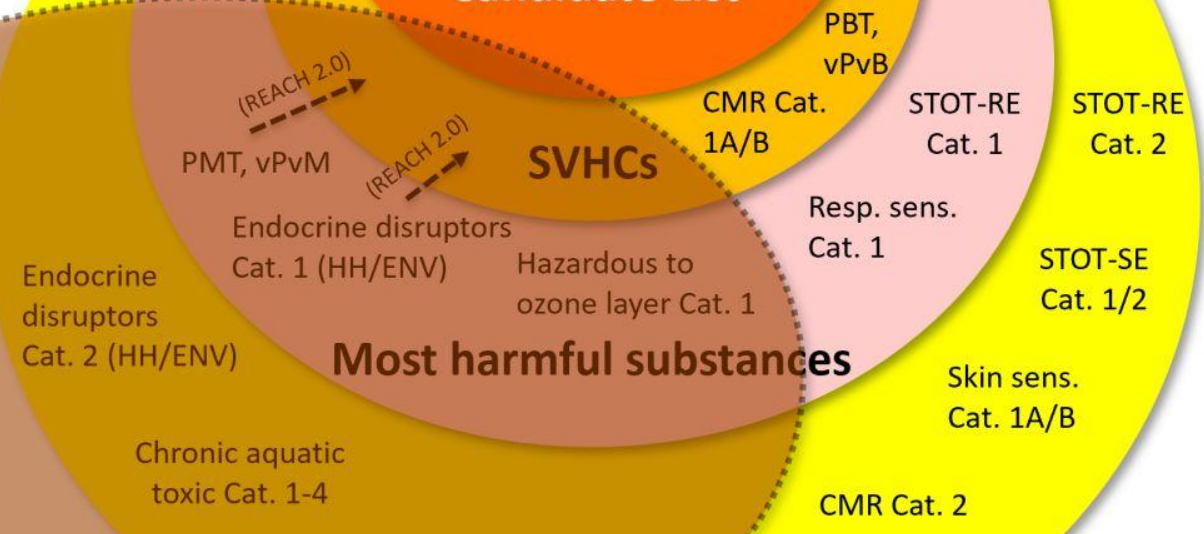 Candidate List
PBT,
vPvB
(REACH 2.0)
CMR Cat.
1A/B
STOT-RE
Cat. 1
STOT-RE
Cat. 2
PMT, vPvM
(REACH 2.0)
SVHCs
Resp. sens.
Cat. 1
Endocrine disruptors
Cat. 1 (HH/ENV)
Hazardous to
ozone layer Cat. 1
STOT-SE
Cat. 1/2
Endocrine
disruptors
Cat. 2 (HH/ENV)
Most harmful substances
Skin sens.
Cat. 1A/B
Chronic aquatic
toxic Cat. 1-4
CMR Cat. 2